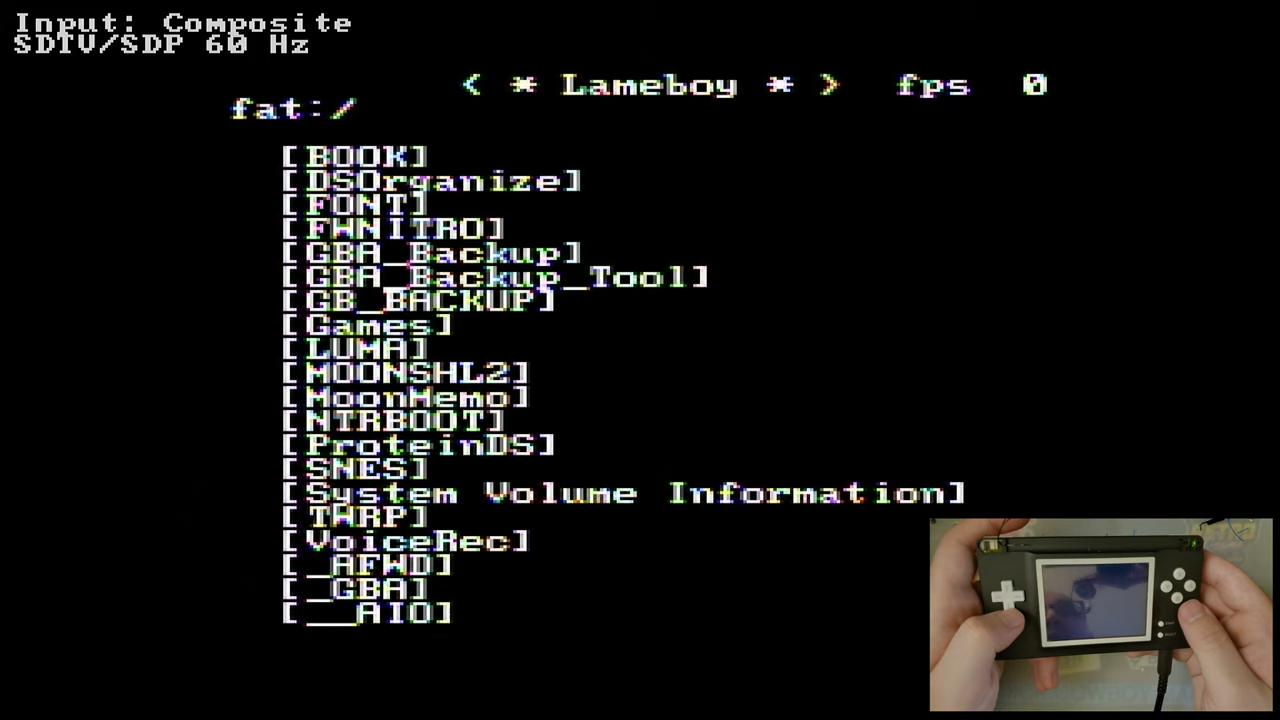 Input: Composite
SDTV/SDP 60 Hz
< * Lameboy * > fps 0
fat:/
[BOOK]
[DSOrganize]
[FONT]
[FWNITRO]
[GBA_Backup]
[GBA_Backup_Tool]
[GB_BACKUP]
[Games]
[LUMA]
[MOONSHL2]
[MoonMemo]
[NTRBOOT]
[ProteinDS]
[SNES]
[System Volume Information]
[TWRP]
[VoiceRec]
[_AFWD]
[_GBA]
[__AIO]